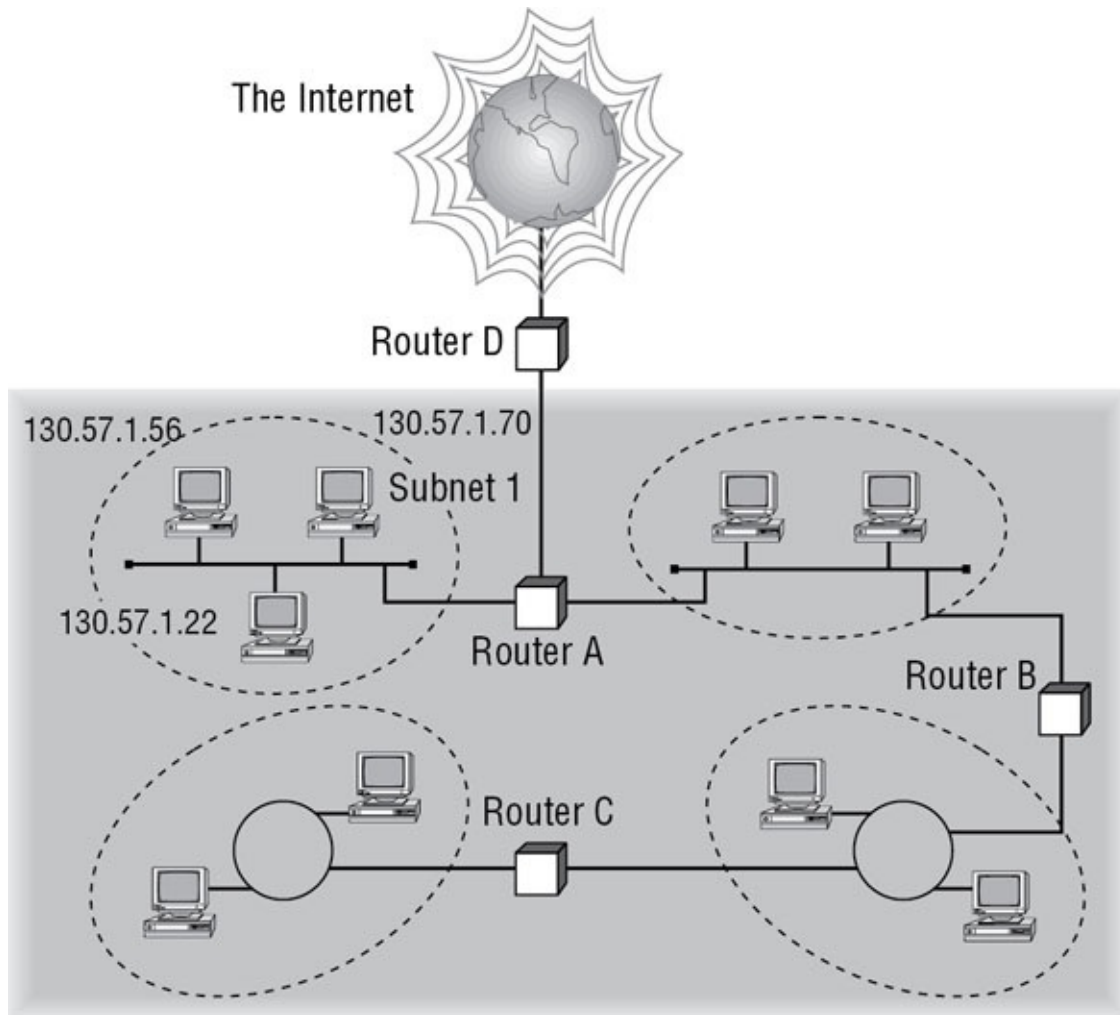 The Internet
Router D
130.57.1.56
130.57.1.70
Subnet 1
130.57.1.22
Router A
Router B
Router C